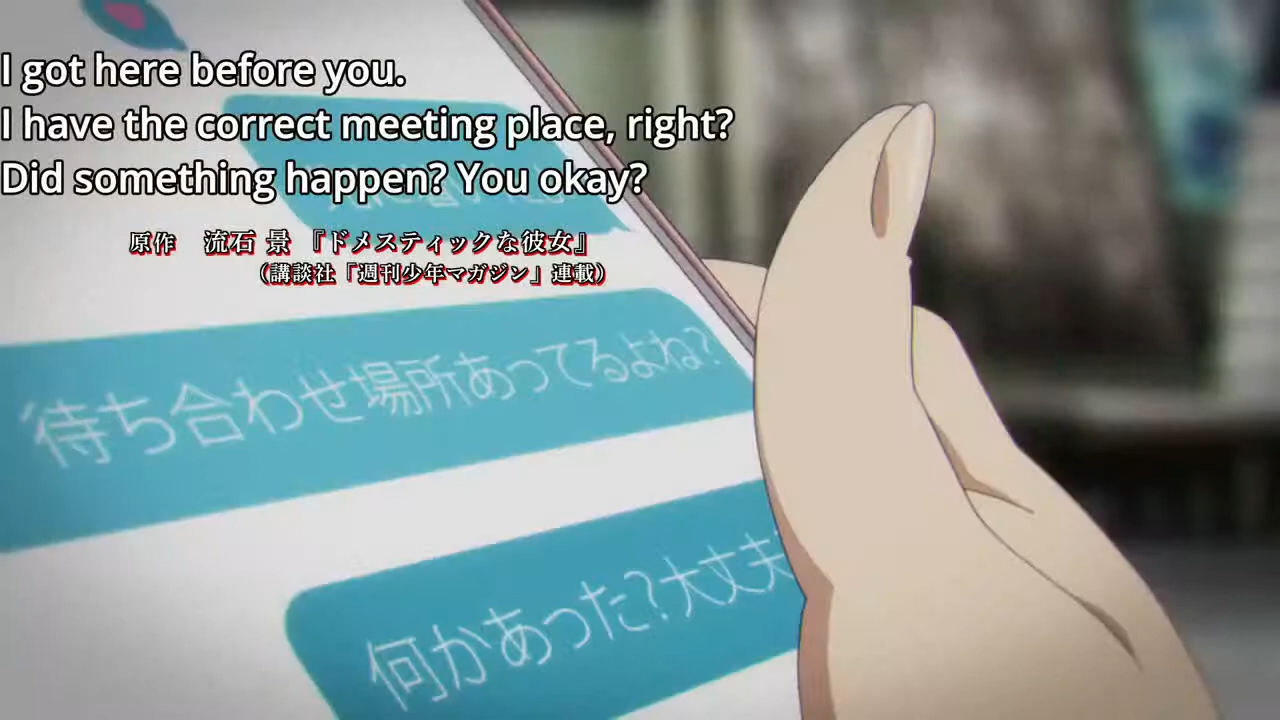 I got here before you.
I have the correct meeting place, right?
Did something happen? You okay?
原作 流石 景 『ドメスティックな彼女』
(講談社「週刊少年マガジン」連載)
待ち合わせ場所あってるよね?
何かあった?大丈夫